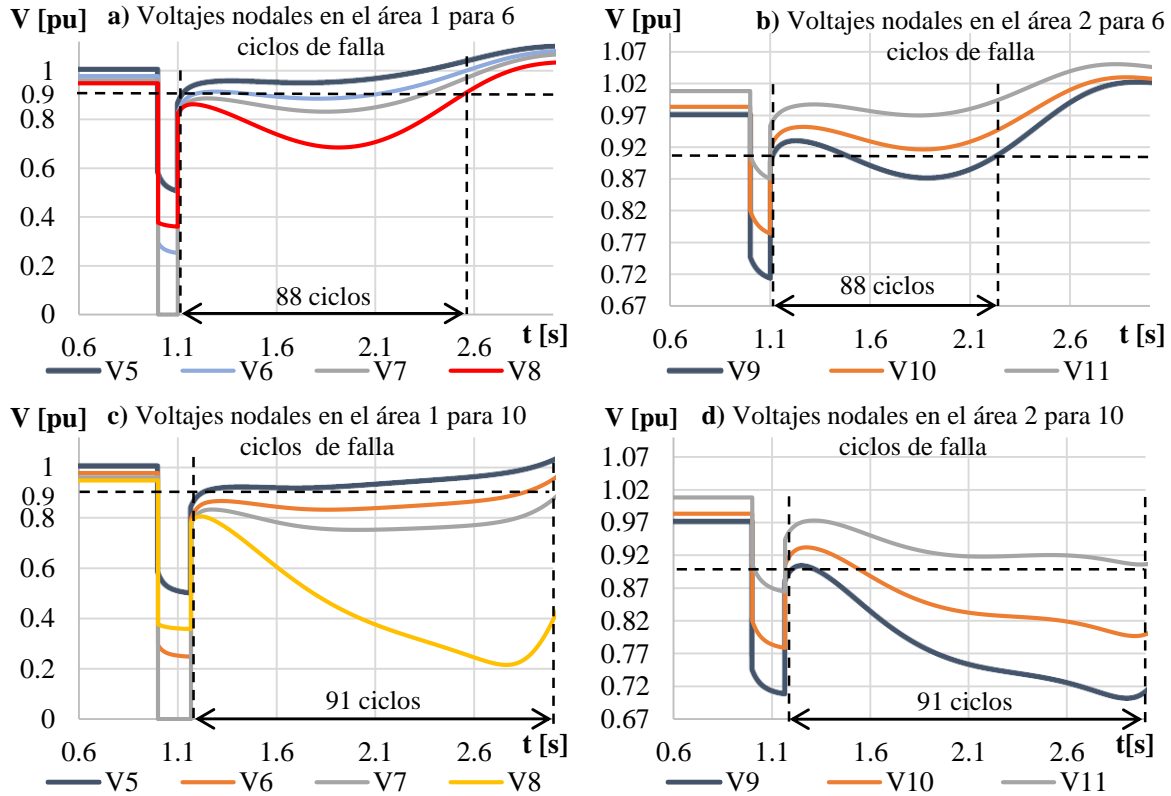 V [pu]
a) Voltajes nodales en el área 1 para 6
ciclos de falla
1
0.9
0.8
0.6
0.4
0.2
0
88 ciclos
t [s]
0.6 1.1 1.6 2.1 2.6
V5 V6 V7 V8
V [pu]
b) Voltajes nodales en el área 2 para 6
ciclos de falla
1.07
1.02
0.97
0.92
0.87
0.82
0.77
0.72
0.67
88 ciclos
t [s]
0.6 1.1 1.6 2.1 2.6
V9 V10 V11
V [pu]
c) Voltajes nodales en el área 1 para 10
ciclos de falla
1
0.9
0.8
0.6
0.4
0.2
0
91 ciclos
t [s]
0.6 1.1 1.6 2.1 2.6
V5 V6 V7 V8
V [pu]
d) Voltajes nodales en el área 2 para 10
ciclos de falla
1.07
1.02
0.97
0.92
0.87
0.82
0.77
0.72
0.67
91 ciclos
t[s]
0.6 1.1 1.6 2.1 2.6
V9 V10 V11